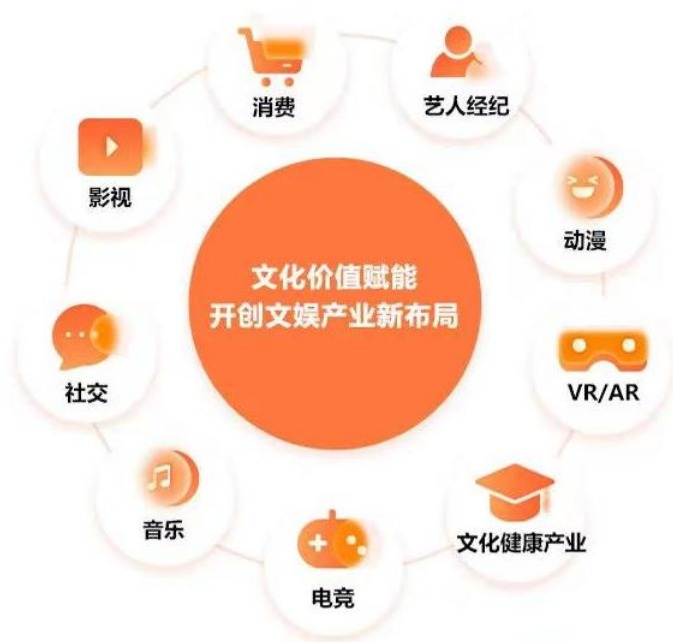 消费
艺人经纪
影视
动漫
文化价值赋能
开创文娱产业新布局
社交
VR/AR
音乐
文化健康产业
电竞